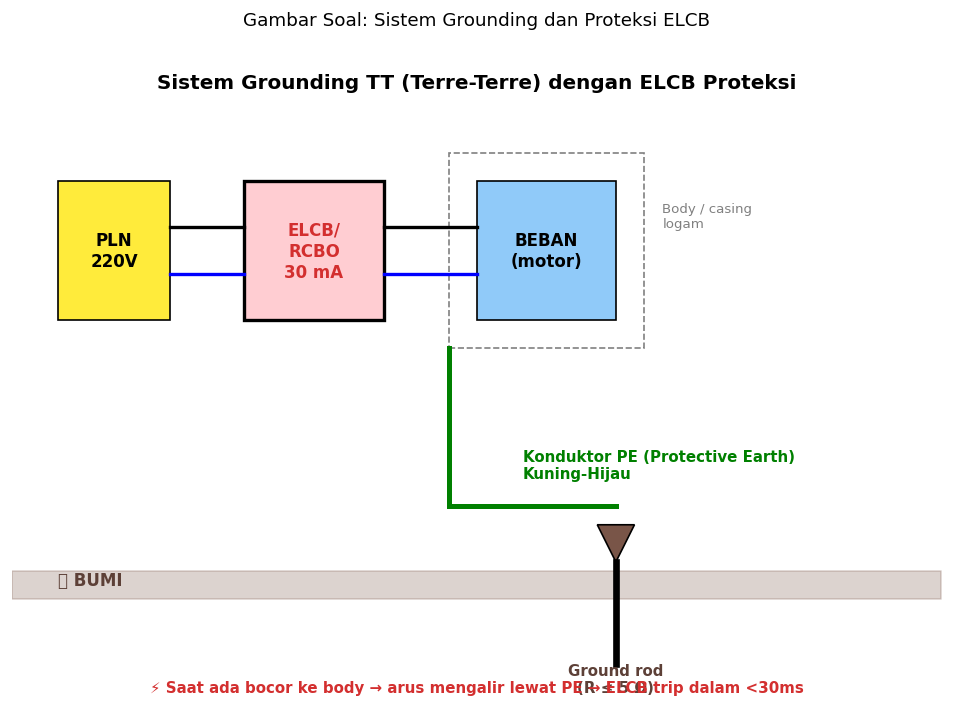 Gambar Soal: Sistem Grounding dan Proteksi ELCB
Sistem Grounding TT (Terre-Terre) dengan ELCB Proteksi
PLN
220V
ELCB/
RCBO
30 mA
BEBAN
(motor)
Body / casing
logam
Konduktor PE (Protective Earth)
Kuning-Hijau
BUMI
Ground rod
(R ≤ 5 Ω)
⚡ Saat ada bocor ke body → arus mengalir lewat PE → ELCB trip dalam <30ms